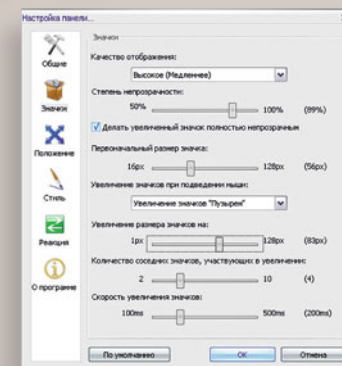 Настройка панели...
Общие
Значки
Положение
Стиль
Реакция
О программе
Значки
Качество отображения:
Высокое (Медленнее)
Степень непрозрачности:
50% 100% (89%)
Делать увеличенный значок полностью непрозрачным
Первоначальный размер значка:
16px 128px (56px)
Увеличение значков при подведении мыши:
Увеличение значков "Пузырем"
Увеличение размера значков на:
1px 128px (83px)
Количество соседних значков, участвующих в увеличении:
2 10 (4)
Скорость увеличения значков:
100ms 500ms (200ms)
По умолчанию OK Отмена